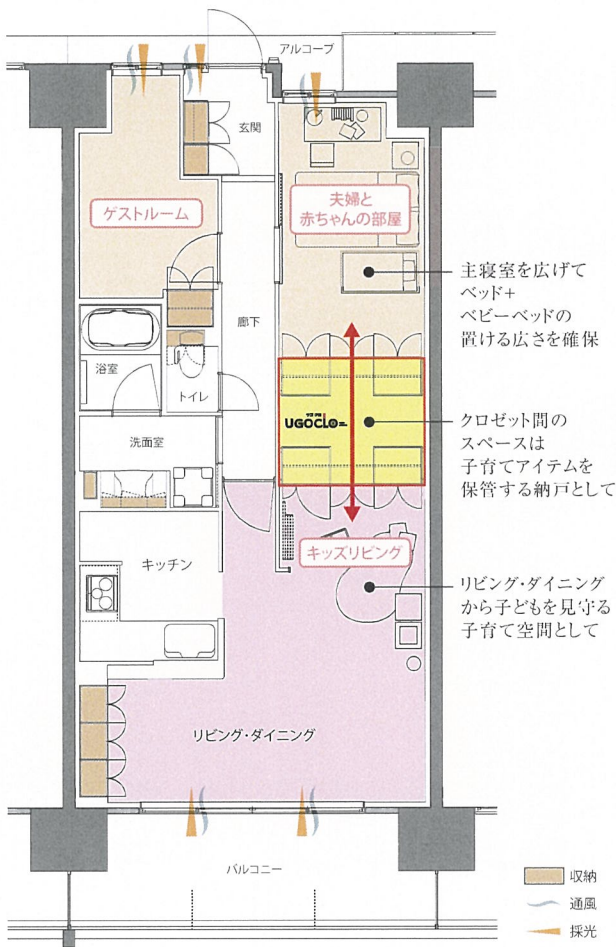 アルコーブ
玄関
ゲストルーム
夫婦と
赤ちゃんの部屋
主寝室を広げて
ベッド+
ベビーベッドの
置ける広さを確保
廊下
浴室
トイレ
UGOCLO
クロゼット間の
スペースは
子育てアイテムを
保管する納戸として
洗面室
キッチン
キッズリビング
リビング・ダイニング
から子どもを見守る
子育て空間として
リビング・ダイニング
バルコニー
収納
通風
採光